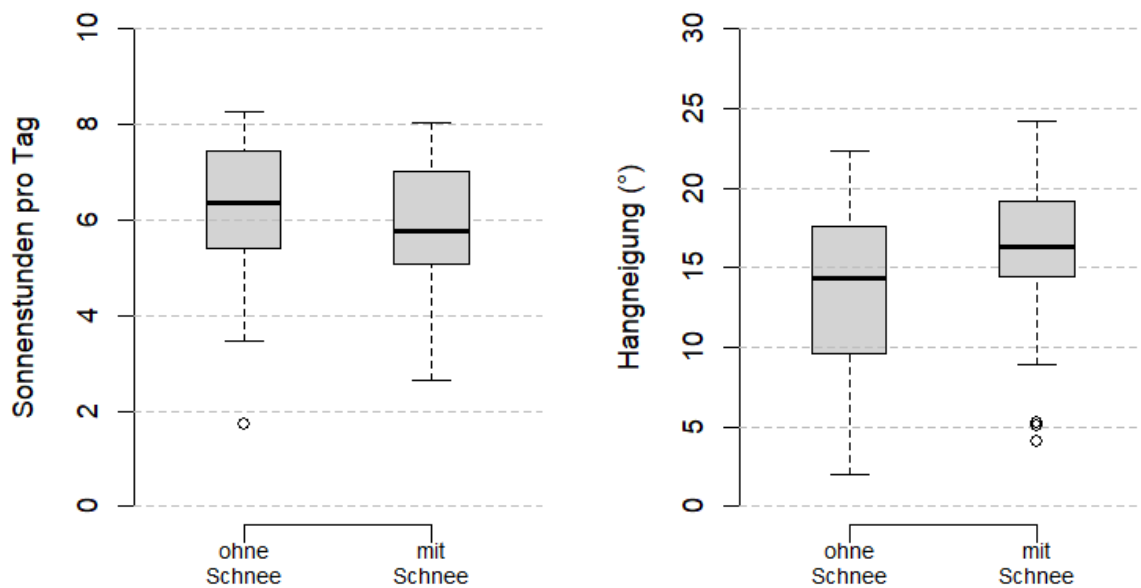 Sonnenstunden pro Tag
10
8
6
4
2
0
ohne
Schnee
mit
Schnee
Hangneigung (°)
30
25
20
15
10
5
0
ohne
Schnee
mit
Schnee